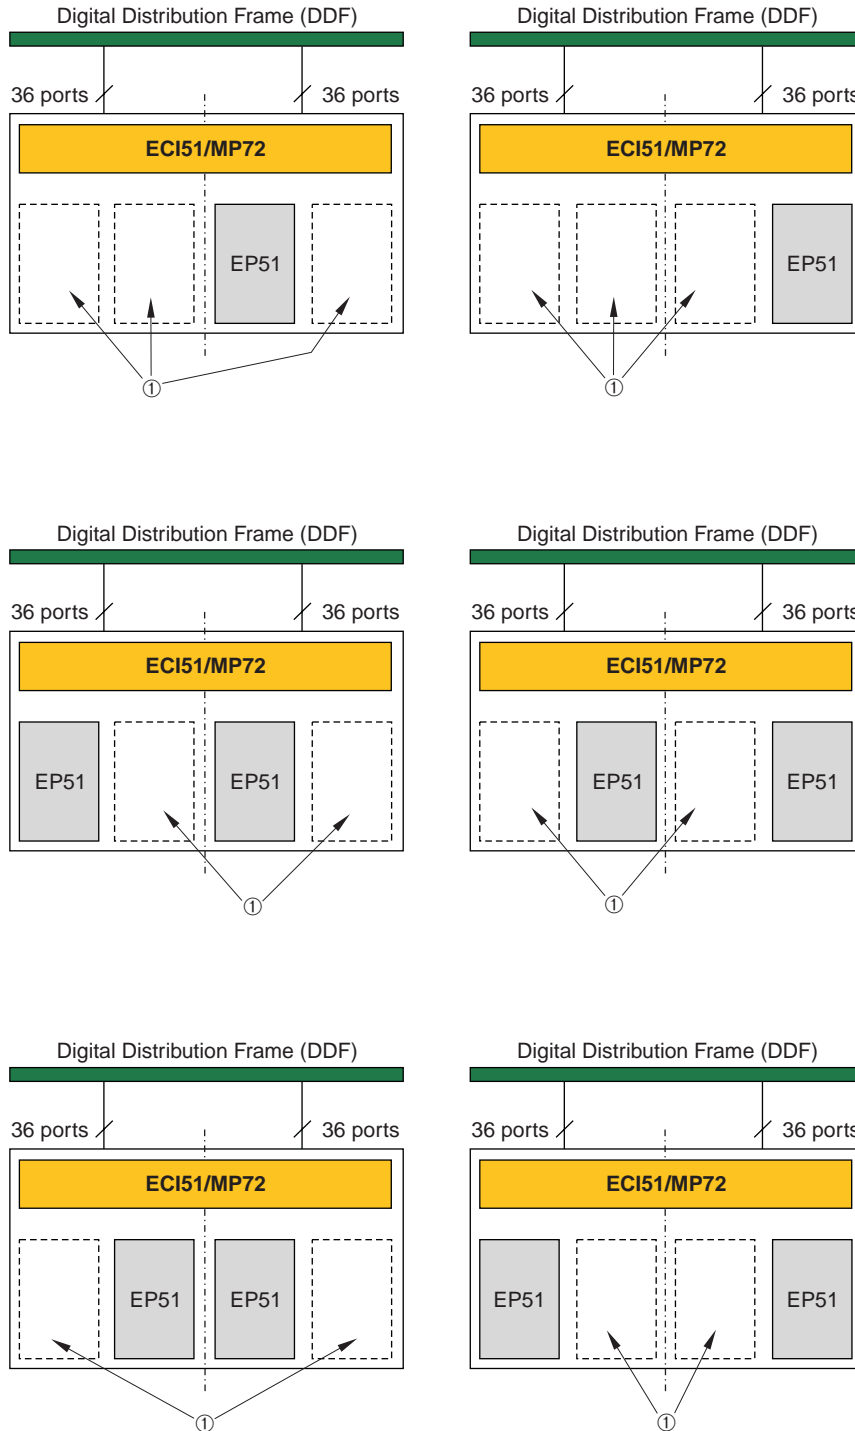 Digital Distribution Frame (DDF)
36 ports 36 ports
ECI51/MP72
EP51
①
Digital Distribution Frame (DDF)
36 ports 36 ports
ECI51/MP72
EP51
①
Digital Distribution Frame (DDF)
36 ports 36 ports
ECI51/MP72
EP51 EP51
①
Digital Distribution Frame (DDF)
36 ports 36 ports
ECI51/MP72
EP51 EP51
①
Digital Distribution Frame (DDF)
36 ports 36 ports
ECI51/MP72
EP51 EP51
①
Digital Distribution Frame (DDF)
36 ports 36 ports
ECI51/MP72
EP51 EP51
①